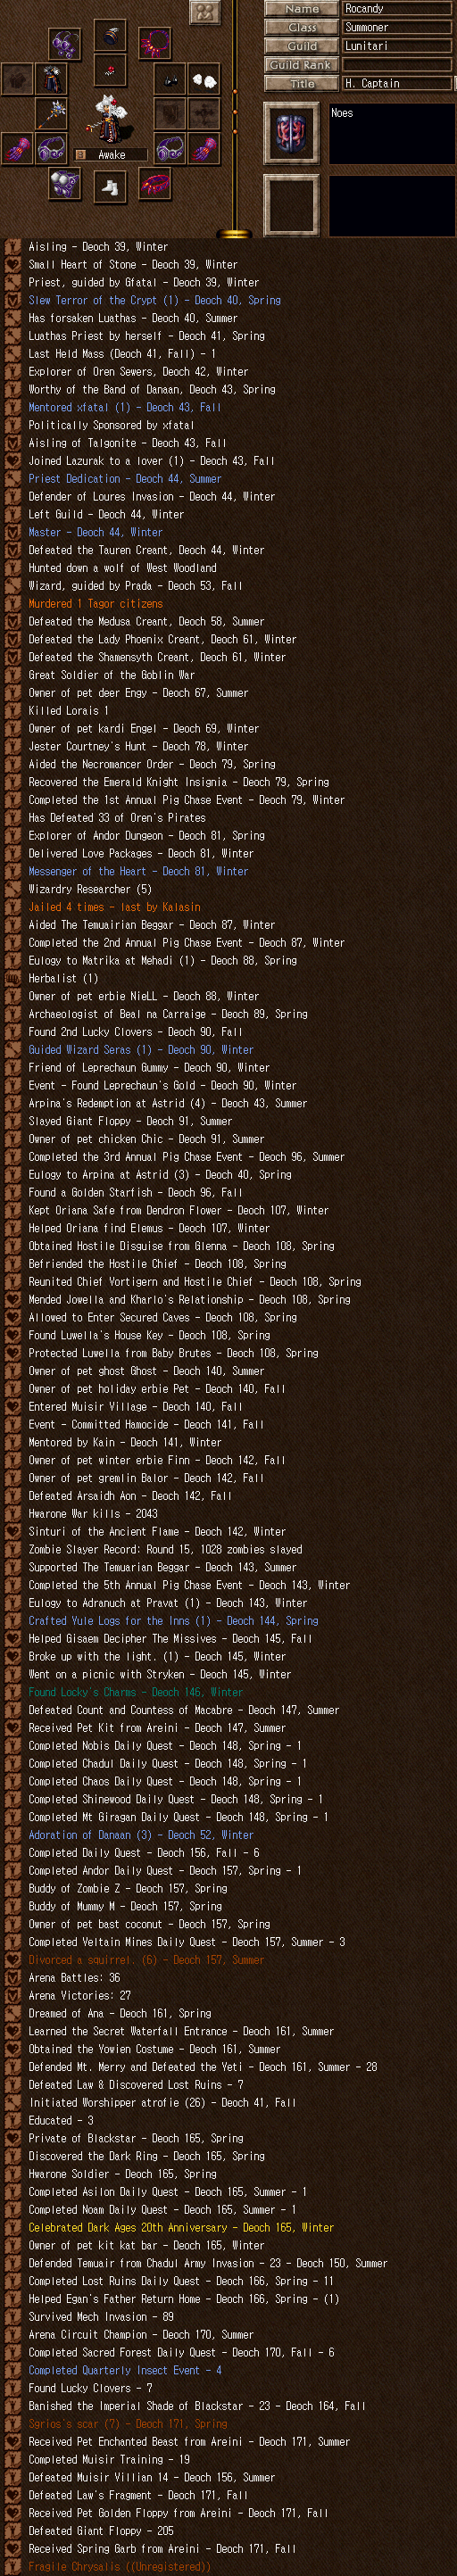 Name Rocandy
Class Summoner
Guild Lunitari
Guild Rank
Title H. Captain
Noes
Awake
Aisling - Deoch 39, Winter
Small Heart of Stone - Deoch 39, Winter
Priest, guided by Gfatal - Deoch 39, Winter
Slew Terror of the Crypt (1) - Deoch 40, Spring
Has forsaken Luathas - Deoch 40, Summer
Luathas Priest by herself - Deoch 41, Spring
Last Held Mass (Deoch 41, Fall) - 1
Explorer of Oren Sewers, Deoch 42, Winter
Worthy of the Band of Danaan, Deoch 43, Spring
Mentored xfatal (1) - Deoch 43, Fall
Politically Sponsored by xfatal
Aisling of Talgonite - Deoch 43, Fall
Joined Lazurak to a lover (1) - Deoch 43, Fall
Priest Dedication - Deoch 44, Summer
Defender of Loures Invasion - Deoch 44, Winter
Left Guild - Deoch 44, Winter
Master - Deoch 44, Winter
Defeated the Tauren Creant, Deoch 44, Winter
Hunted down a wolf of West Woodland
Wizard, guided by Prada - Deoch 53, Fall
Murdered 1 Tagor citizens
Defeated the Medusa Creant, Deoch 58, Summer
Defeated the Lady Phoenix Creant, Deoch 61, Winter
Defeated the Shamensyth Creant, Deoch 61, Winter
Great Soldier of the Goblin War
Owner of pet deer Engy - Deoch 67, Summer
Killed Lorais 1
Owner of pet kardi Engel - Deoch 69, Winter
Jester Courtney's Hunt - Deoch 78, Winter
Aided the Necromancer Order - Deoch 79, Spring
Recovered the Emerald Knight Insignia - Deoch 79, Spring
Completed the 1st Annual Pig Chase Event - Deoch 79, Winter
Has Defeated 33 of Oren's Pirates
Explorer of Andor Dungeon - Deoch 81, Spring
Delivered Love Packages - Deoch 81, Winter
Messenger of the Heart - Deoch 81, Winter
Wizardry Researcher (5)
Jailed 4 times - last by Kalasin
Aided The Temuairian Beggar - Deoch 87, Winter
Completed the 2nd Annual Pig Chase Event - Deoch 87, Winter
Eulogy to Matrika at Mehadi (1) - Deoch 88, Spring
Herbalist (1)
Owner of pet erbie NieLL - Deoch 88, Winter
Archaeologist of Beal na Carraige - Deoch 89, Spring
Found 2nd Lucky Clovers - Deoch 90, Fall
Guided Wizard Seras (1) - Deoch 90, Winter
Friend of Leprechaun Gummy - Deoch 90, Winter
Event - Found Leprechaun's Gold - Deoch 90, Winter
Arpina's Redemption at Astrid (4) - Deoch 43, Summer
Slayed Giant Floppy - Deoch 91, Summer
Owner of pet chicken Chic - Deoch 91, Summer
Completed the 3rd Annual Pig Chase Event - Deoch 96, Summer
Eulogy to Arpina at Astrid (3) - Deoch 40, Spring
Found a Golden Starfish - Deoch 96, Fall
Kept Oriana Safe from Dendron Flower - Deoch 107, Winter
Helped Oriana find Elemus - Deoch 107, Winter
Obtained Hostile Disguise from Glenna - Deoch 108, Spring
Befriended the Hostile Chief - Deoch 108, Spring
Reunited Chief Vortigern and Hostile Chief - Deoch 108, Spring
Mended Jowella and Kharlo's Relationship - Deoch 108, Spring
Allowed to Enter Secured Caves - Deoch 108, Spring
Found Luwella's House Key - Deoch 108, Spring
Protected Luwella from Baby Brutes - Deoch 108, Spring
Owner of pet ghost Ghost - Deoch 140, Summer
Owner of pet holiday erbie Pet - Deoch 140, Fall
Entered Muisir Village - Deoch 140, Fall
Event - Committed Hamocide - Deoch 141, Fall
Mentored by Kain - Deoch 141, Winter
Owner of pet winter erbie Finn - Deoch 142, Fall
Owner of pet gremlin Balor - Deoch 142, Fall
Defeated Arsaidh Aon - Deoch 142, Fall
Hwarone War kills - 2043
Sinturi of the Ancient Flame - Deoch 142, Winter
Zombie Slayer Record: Round 15, 1028 zombies slayed
Supported The Temuarian Beggar - Deoch 143, Summer
Completed the 5th Annual Pig Chase Event - Deoch 143, Winter
Eulogy to Adranuch at Pravat (1) - Deoch 143, Winter
Crafted Yule Logs for the Inns (1) - Deoch 144, Spring
Helped Gisaem Decipher The Missives - Deoch 145, Fall
Broke up with the light. (1) - Deoch 145, Winter
Went on a picnic with Stryken - Deoch 145, Winter
Found Locky's Charms - Deoch 146, Winter
Defeated Count and Countess of Macabre - Deoch 147, Summer
Received Pet Kit from Areini - Deoch 147, Summer
Completed Nobis Daily Quest - Deoch 148, Spring - 1
Completed Chadul Daily Quest - Deoch 148, Spring - 1
Completed Chaos Daily Quest - Deoch 148, Spring - 1
Completed Shinewood Daily Quest - Deoch 148, Spring - 1
Completed Mt Giragan Daily Quest - Deoch 148, Spring - 1
Adoration of Danaan (3) - Deoch 52, Winter
Completed Daily Quest - Deoch 156, Fall - 6
Completed Andor Daily Quest - Deoch 157, Spring - 1
Buddy of Zombie Z - Deoch 157, Spring
Buddy of Mummy M - Deoch 157, Spring
Owner of pet bast coconut - Deoch 157, Spring
Completed Veltain Mines Daily Quest - Deoch 157, Summer - 3
Divorced a squirrel. (6) - Deoch 157, Summer
Arena Battles: 36
Arena Victories: 27
Dreamed of Ana - Deoch 161, Spring
Learned the Secret Waterfall Entrance - Deoch 161, Summer
Obtained the Yowien Costume - Deoch 161, Summer
Defended Mt. Merry and Defeated the Yeti - Deoch 161, Summer - 28
Defeated Law & Discovered Lost Ruins - 7
Initiated Worshipper atrofie (26) - Deoch 41, Fall
Educated - 3
Private of Blackstar - Deoch 165, Spring
Discovered the Dark Ring - Deoch 165, Spring
Hwarone Soldier - Deoch 165, Spring
Completed Asilon Daily Quest - Deoch 165, Summer - 1
Completed Noam Daily Quest - Deoch 165, Summer - 1
Celebrated Dark Ages 20th Anniversary - Deoch 165, Winter
Owner of pet kit kat bar - Deoch 165, Winter
Defended Temuair from Chadul Army Invasion - 23 - Deoch 150, Summer
Completed Lost Ruins Daily Quest - Deoch 166, Spring - 11
Helped Egan's Father Return Home - Deoch 166, Spring - (1)
Survived Mech Invasion - 89
Arena Circuit Champion - Deoch 170, Summer
Completed Sacred Forest Daily Quest - Deoch 170, Fall - 6
Completed Quarterly Insect Event - 4
Found Lucky Clovers - 7
Banished the Imperial Shade of Blackstar - 23 - Deoch 164, Fall
Sgrios's scar (7) - Deoch 171, Spring
Received Pet Enchanted Beast from Areini - Deoch 171, Summer
Completed Muisir Training - 19
Defeated Muisir Villian 14 - Deoch 156, Summer
Defeated Law's Fragment - Deoch 171, Fall
Received Pet Golden Floppy from Areini - Deoch 171, Fall
Defeated Giant Floppy - 205
Received Spring Garb from Areini - Deoch 171, Fall
Fragile Chrysalis ((Unregistered))